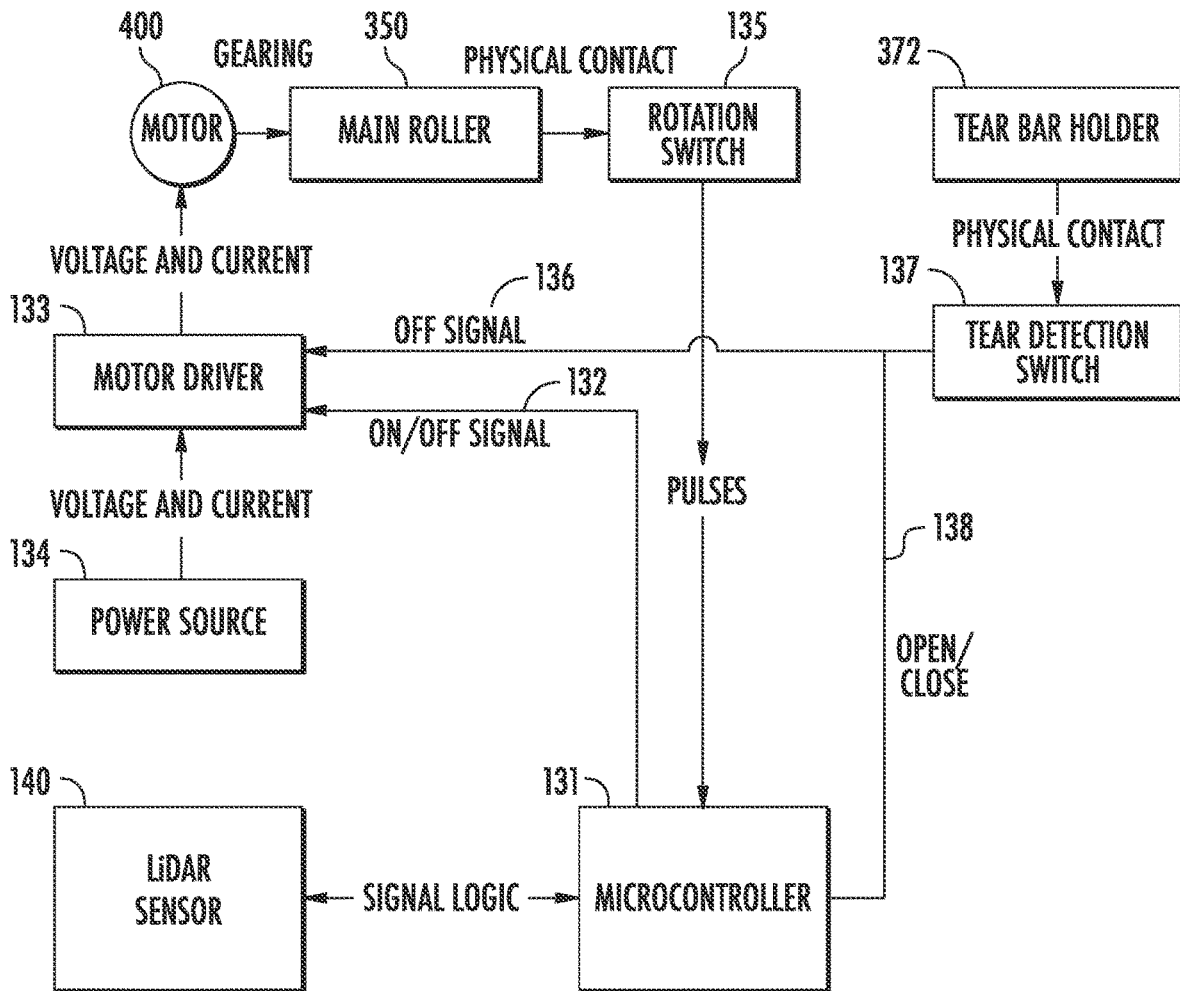 400
GEARING
350
PHYSICAL CONTACT
135
372
MOTOR
MAIN ROLLER
ROTATION
SWITCH
TEAR BAR HOLDER
VOLTAGE AND CURRENT
PHYSICAL CONTACT
133
136
137
OFF SIGNAL
MOTOR DRIVER
TEAR DETECTION
SWITCH
132
ON/OFF SIGNAL
VOLTAGE AND CURRENT
PULSES
134
138
POWER SOURCE
OPEN/
CLOSE
140
131
LiDAR
SENSOR
SIGNAL LOGIC
MICROCONTROLLER